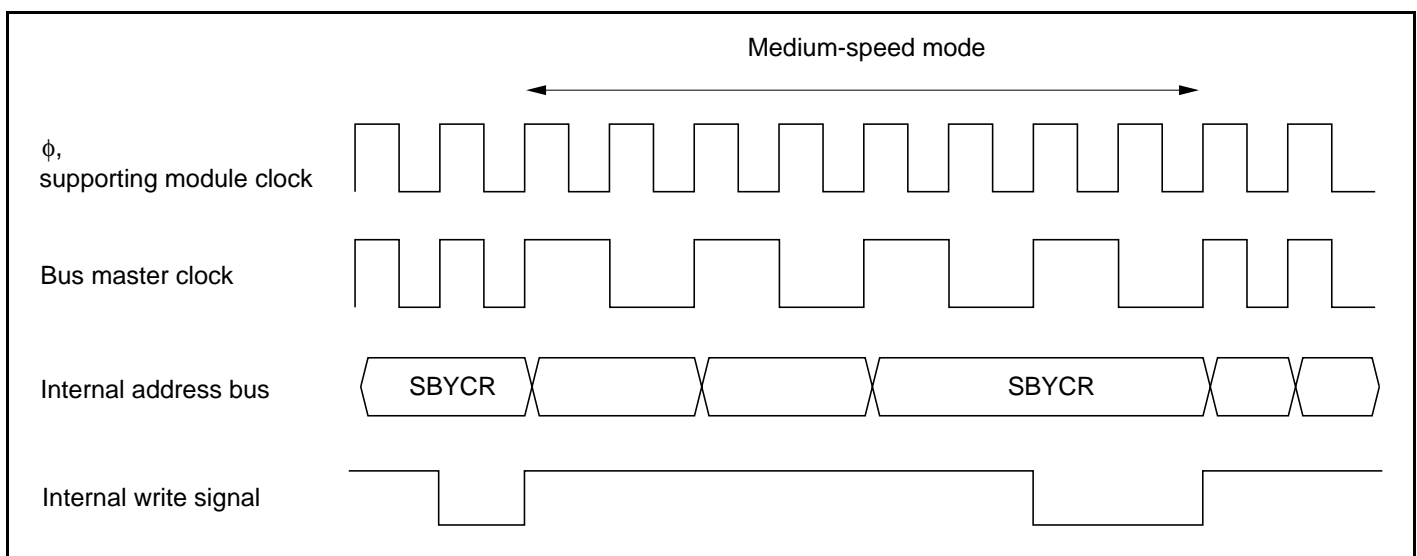 Medium-speed mode
ϕ,
supporting module clock
Bus master clock
Internal address bus
SBYCR
SBYCR
Internal write signal